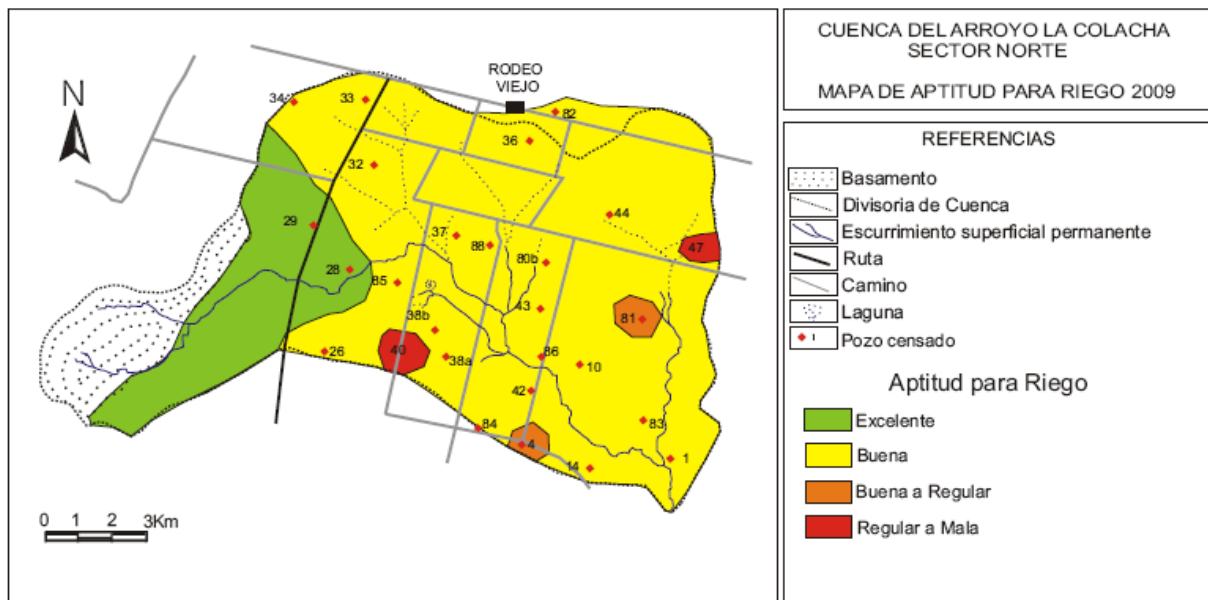 CUENCA DEL ARROYO LA COLACHA
SECTOR NORTE
MAPA DE APTITUD PARA RIEGO 2009
REFERENCIAS
Basamento
Divisoria de Cuenca
Escurrimiento superficial permanente
Ruta
Camino
Laguna
1
Pozo censado
Aptitud para Riego
Excelente
Buena
Buena a Regular
Regular a Mala
N
RODEO
VIEJO
34
33
82
36
32
44
29
37
88
47
80b
28
85
43
81
38b
26
40
38a
86
10
42
84
83
4
14
1
0 1 2 3Km